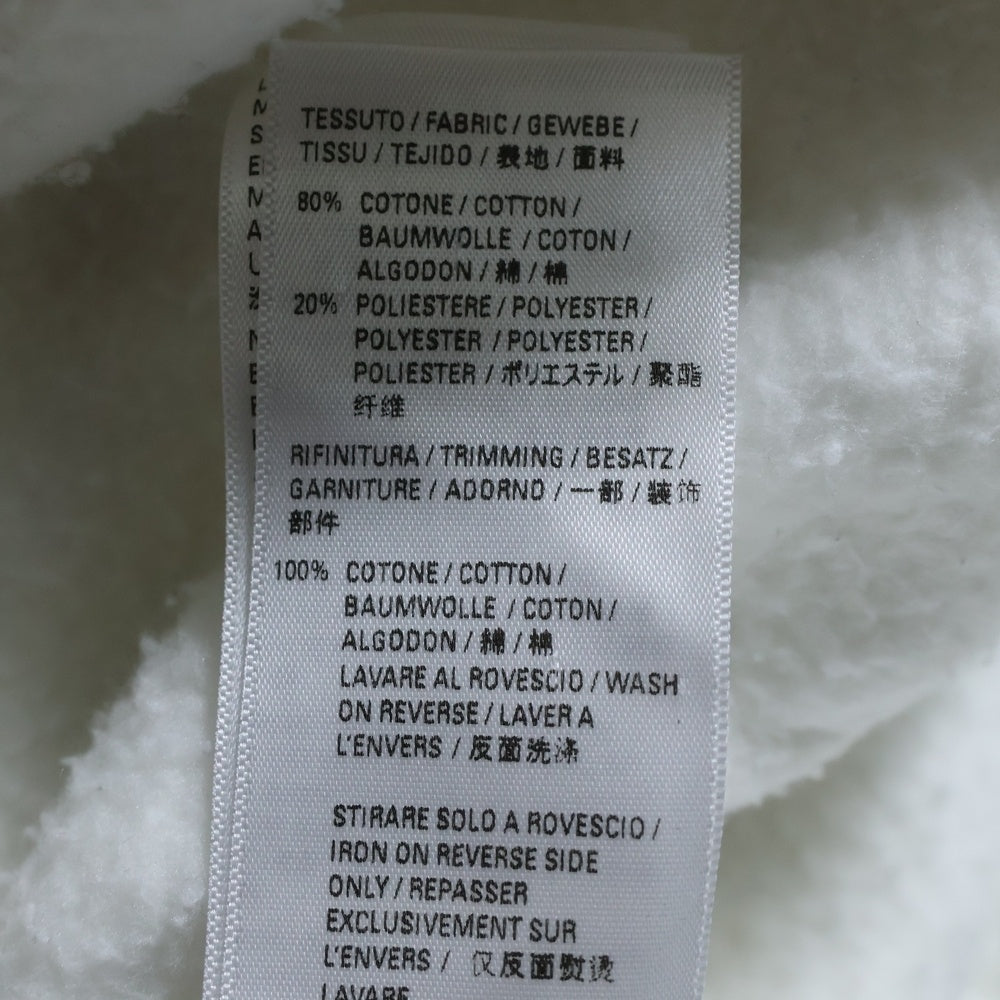 TESSUTO / FABRIC / GEWEBE /
TISSU / TEJIDO / 表地 / 面料
80% COTONE / COTTON /
BAUMWOLLE / COTON /
ALGODON / 綿 / 棉
20% POLIESTERE / POLYESTER /
POLYESTER / POLYESTER /
POLIESTER / ポリエステル / 聚酯
纤维
RIFINITURA / TRIMMING / BESATZ /
GARNITURE / ADORNO / 一部 / 装饰
部件
100% COTONE / COTTON /
BAUMWOLLE / COTON /
ALGODON / 綿 / 棉
LAVARE AL ROVESCIO / WASH
ON REVERSE / LAVER A
L'ENVERS / 反面洗涤
STIRARE SOLO A ROVESCIO /
IRON ON REVERSE SIDE
ONLY / REPASSER
EXCLUSIVEMENT SUR
L'ENVERS / 仅反面熨烫
LAVARE